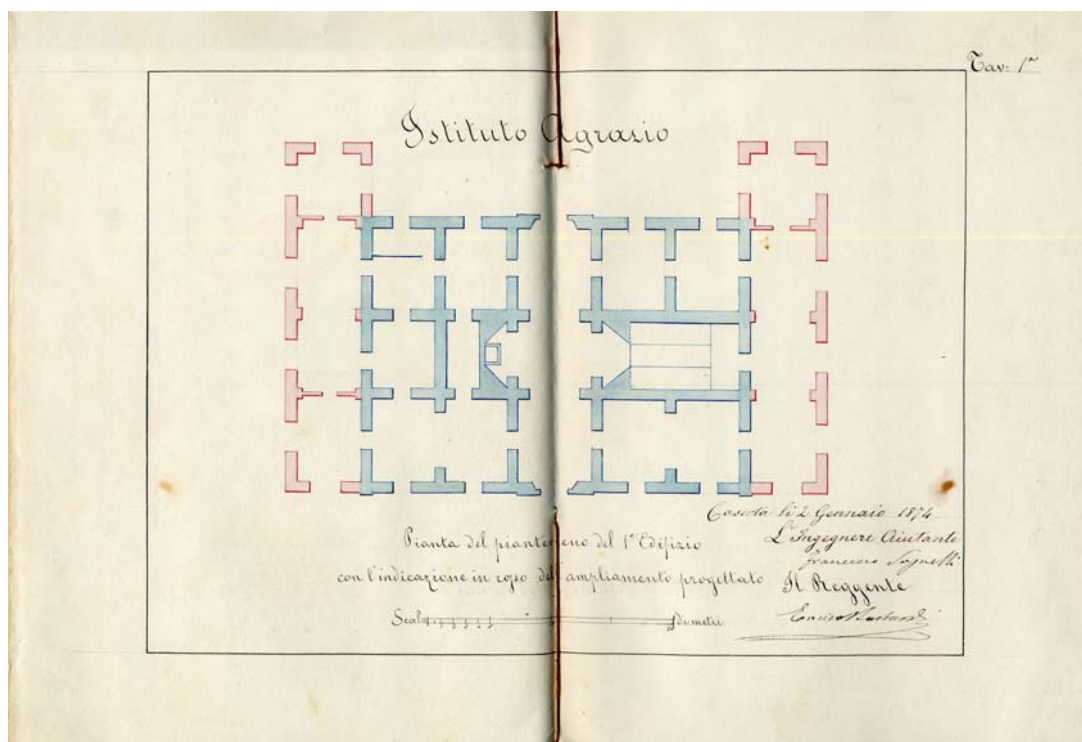 Tav: 1ª
Istituto Agrario
Caserta li 2 Gennaio 1874
L'Ingegnere Aiutante
Francesco
Il Reggente
Pianta del pianterreno del 1° Edifizio
con l'indicazione in rosso dell'ampliamento progettato
Scala di metri